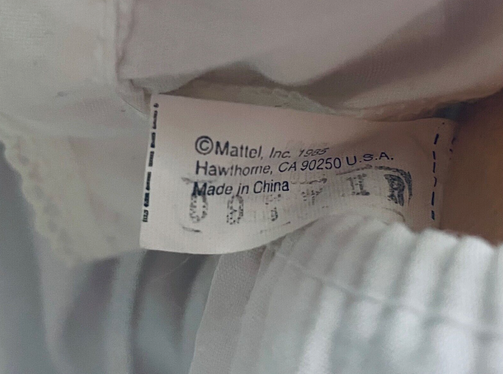 ©Mattel, Inc. 1985
Hawthorne, CA 90250 U.S.A.
Made in China